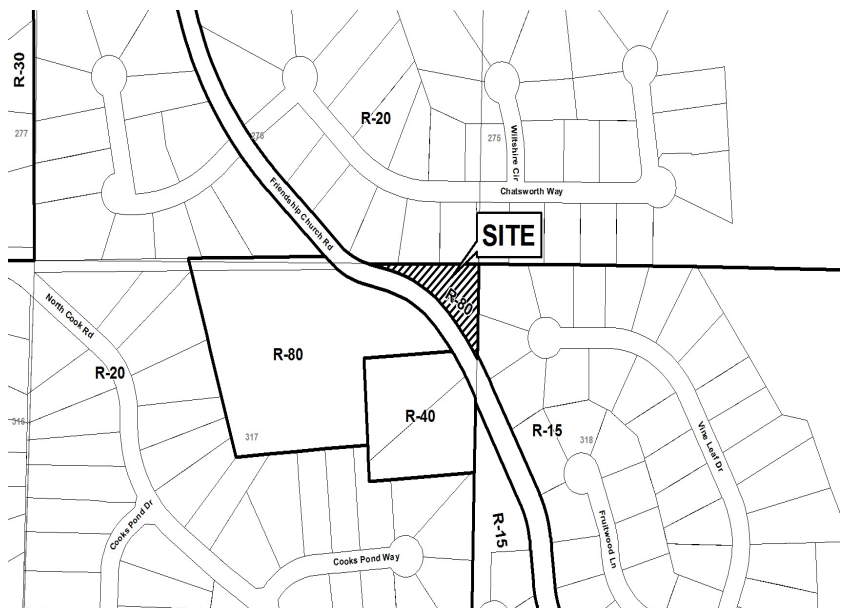 R-30
277
276
R-20
275
Wiltshire Cir
Chatsworth Way
Friendship Church Rd
SITE
R-80
North Cook Rd
R-20
R-80
R-40
316
317
R-15
318
Vine Leaf Dr
Cooks Pond Dr
R-15
Fruitwood Ln
Cooks Pond Way